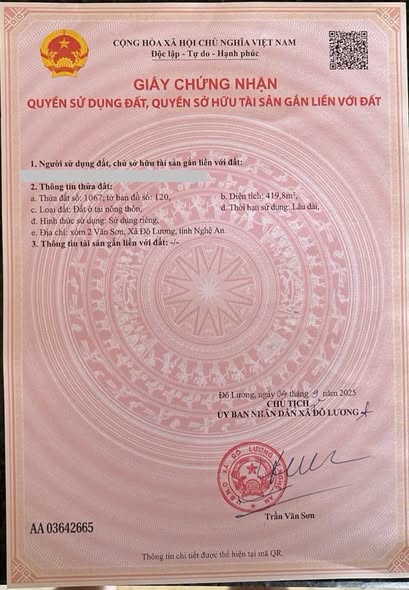 CỘNG HÒA XÃ HỘI CHỦ NGHĨA VIỆT NAM
Độc lập - Tự do - Hạnh phúc
GIẤY CHỨNG NHẬN
QUYỀN SỬ DỤNG ĐẤT, QUYỀN SỞ HỮU TÀI SẢN GẮN LIỀN VỚI ĐẤT
1. Người sử dụng đất, chủ sở hữu tài sản gắn liền với đất:
2. Thông tin thửa đất:
a. Thửa đất số: 1067; tờ bản đồ số: 120, b. Diện tích: 419,8m²,
c. Loại đất: Đất ở tại nông thôn, d. Thời hạn sử dụng: Lâu dài,
đ. Hình thức sử dụng: Sử dụng riêng,
e. Địa chỉ: xóm 2 Văn Sơn, Xã Đô Lương, tỉnh Nghệ An.
3. Thông tin tài sản gắn liền với đất: -/-
Đô Lương, ngày 04 tháng 9 năm 2025
CHỦ TỊCH
ỦY BAN NHÂN DÂN XÃ ĐÔ LƯƠNG
U.B.N.D XÃ ĐÔ LƯƠNG
Trần Văn Sơn
AA 03642665
Thông tin chi tiết được thể hiện tại mã QR.